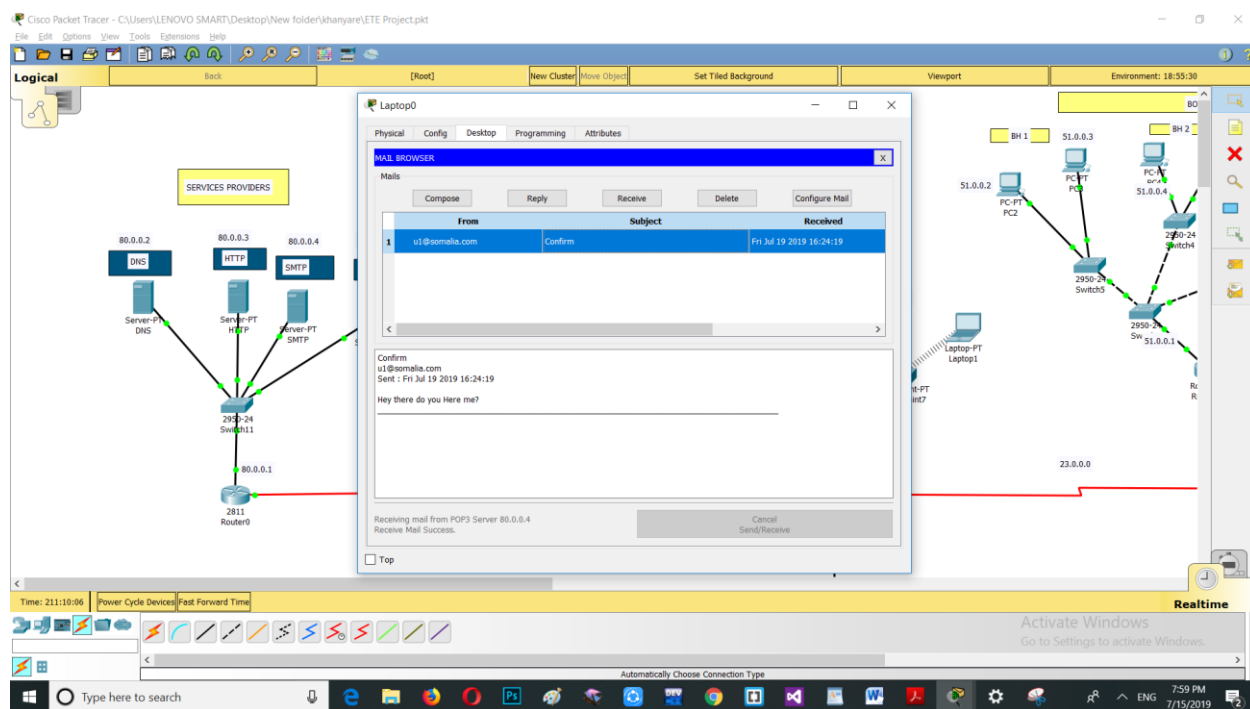 Cisco Packet Tracer - C:\Users\LENOVO SMART\Desktop\New folder\khanyare\ETE Project.pkt
File Edit Options View Tools Extensions Help
Logical Back [Root] New Cluster Move Object Set Tiled Background Viewport Environment: 18:55:30
Laptop0
Physical Config Desktop Programming Attributes
MAIL BROWSER X
Mails
Compose Reply Receive Delete Configure Mail
From Subject Received
1 u1@somalia.com Confirm Fri Jul 19 2019 16:24:19
Confirm
u1@somalia.com
Sent : Fri Jul 19 2019 16:24:19
Hey there do you Here me?
Receiving mail from POP3 Server 80.0.0.4
Receive Mail Success.
Cancel
Send/Receive
Top
SERVICES PROVIDERS
80.0.0.2 80.0.0.3 80.0.0.4
DNS HTTP SMTP
Server-PT
DNS
Server-PT
HTTP
Server-PT
SMTP
2950-24
Switch11
80.0.0.1
2811
Router0
BO
BH 1 51.0.0.3 BH 2
51.0.0.2
PC-PT
PC2
PC-PT
PC-PT
51.0.0.4
2950-24
Switch4
2950-24
Switch5
2950-24
51.0.0.1
Laptop-PT
Laptop1
nt-PT
int7
Ro
R
23.0.0.0
Time: 211:10:06 Power Cycle Devices Fast Forward Time Realtime
Activate Windows
Go to Settings to activate Windows.
Automatically Choose Connection Type
Type here to search
ENG
7:59 PM
7/15/2019